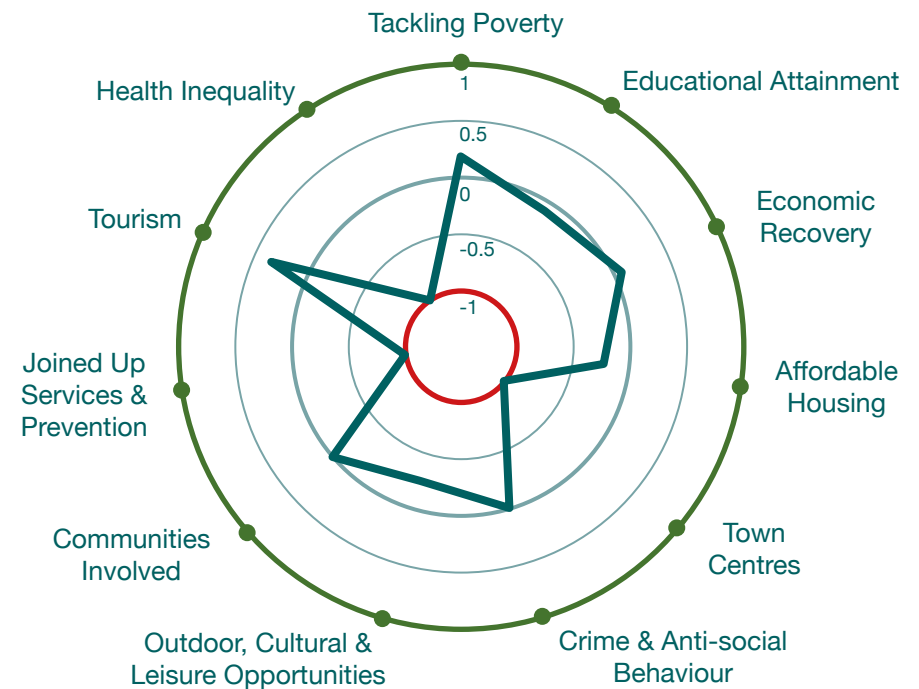 Tackling Poverty
Educational Attainment
Economic
Recovery
Affordable
Housing
Town
Centres
Crime & Anti-social
Behaviour
Outdoor, Cultural &
Leisure Opportunities
Communities
Involved
Joined Up
Services &
Prevention
Tourism
Health Inequality
1
0.5
0
-0.5
-1